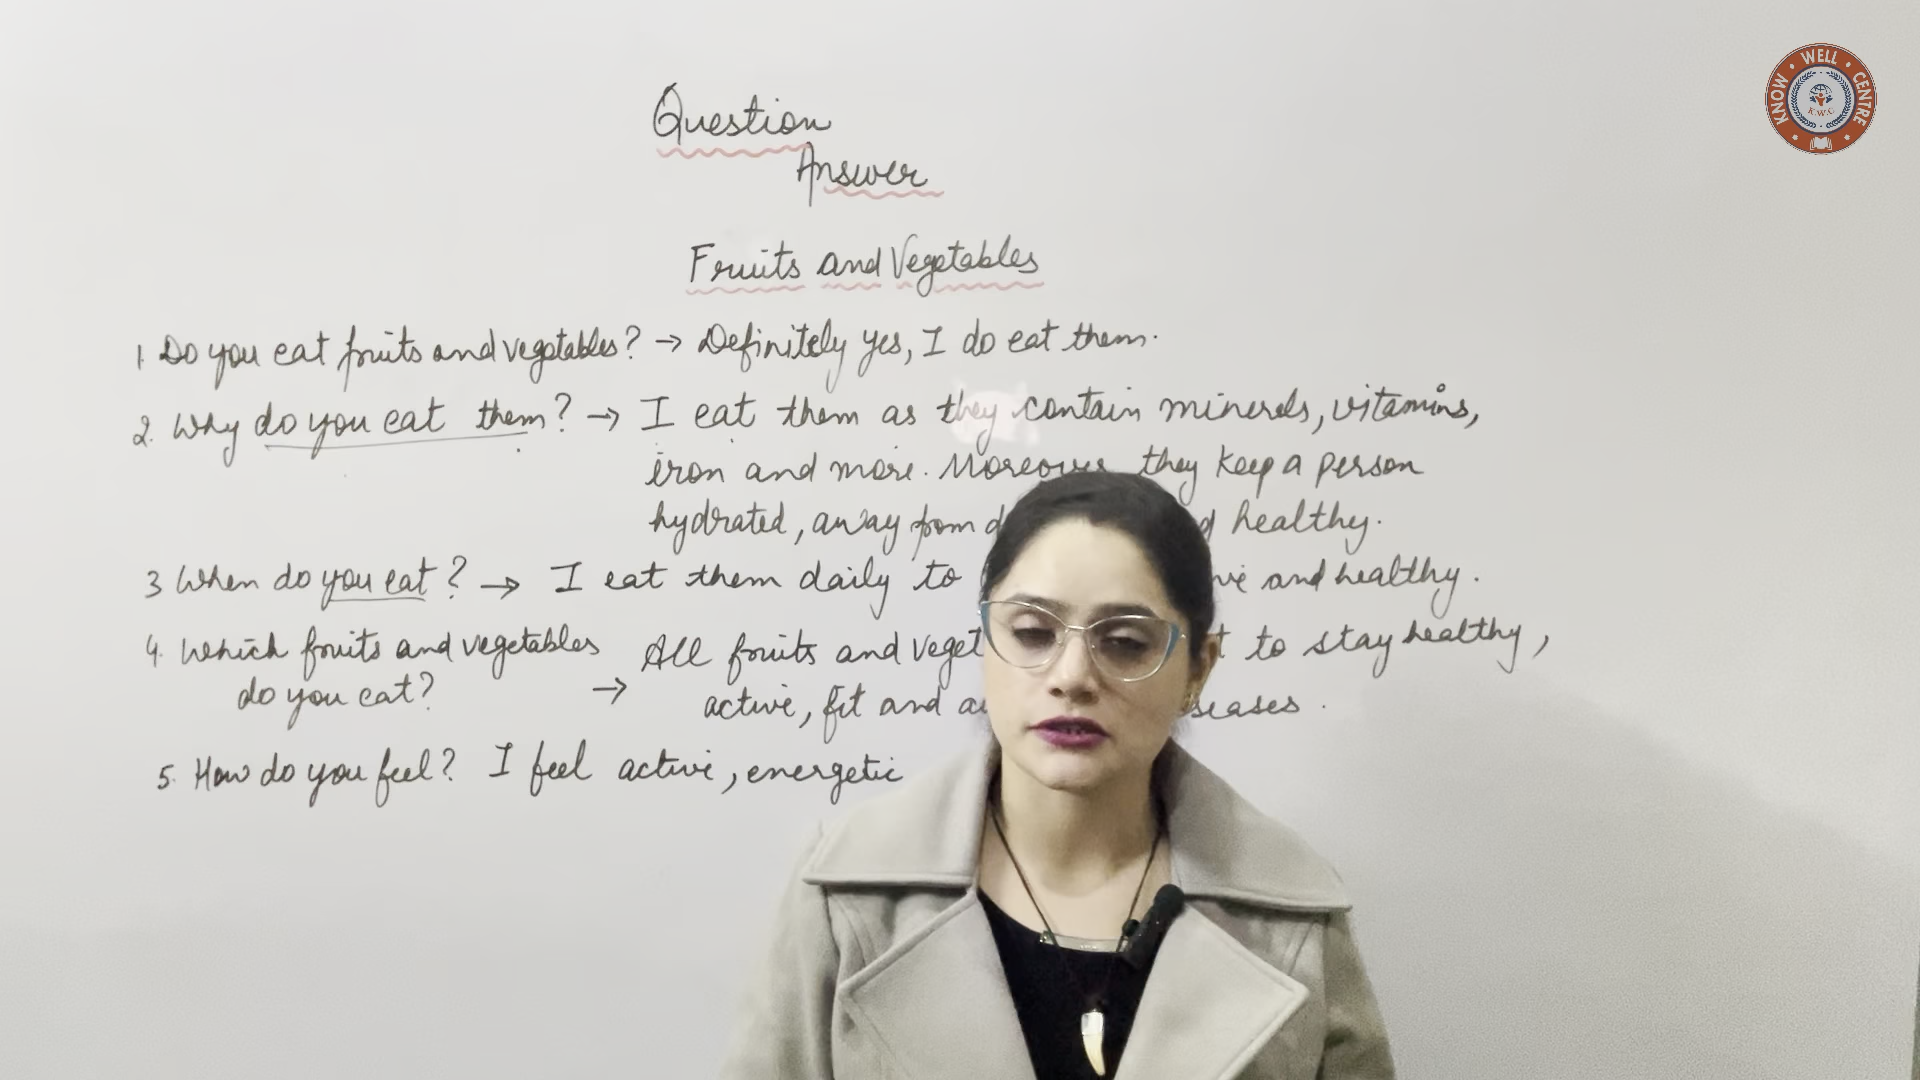 KNOW • WELL • CENTRE
K.W.C
Question
Answer
Fruits and Vegetables
1. Do you eat fruits and vegetables? → Definitely yes, I do eat them.
2. Why do you eat them? → I eat them as they contain minerals, vitamins,
iron and more. Moreover they keep a person
hydrated, away from healthy.
3 When do you eat? → I eat them daily to and healthy.
4. Which fruits and vegetables All fruits and to stay healthy,
do you eat? → active, fit and
5. How do you feel? I feel active, energetic